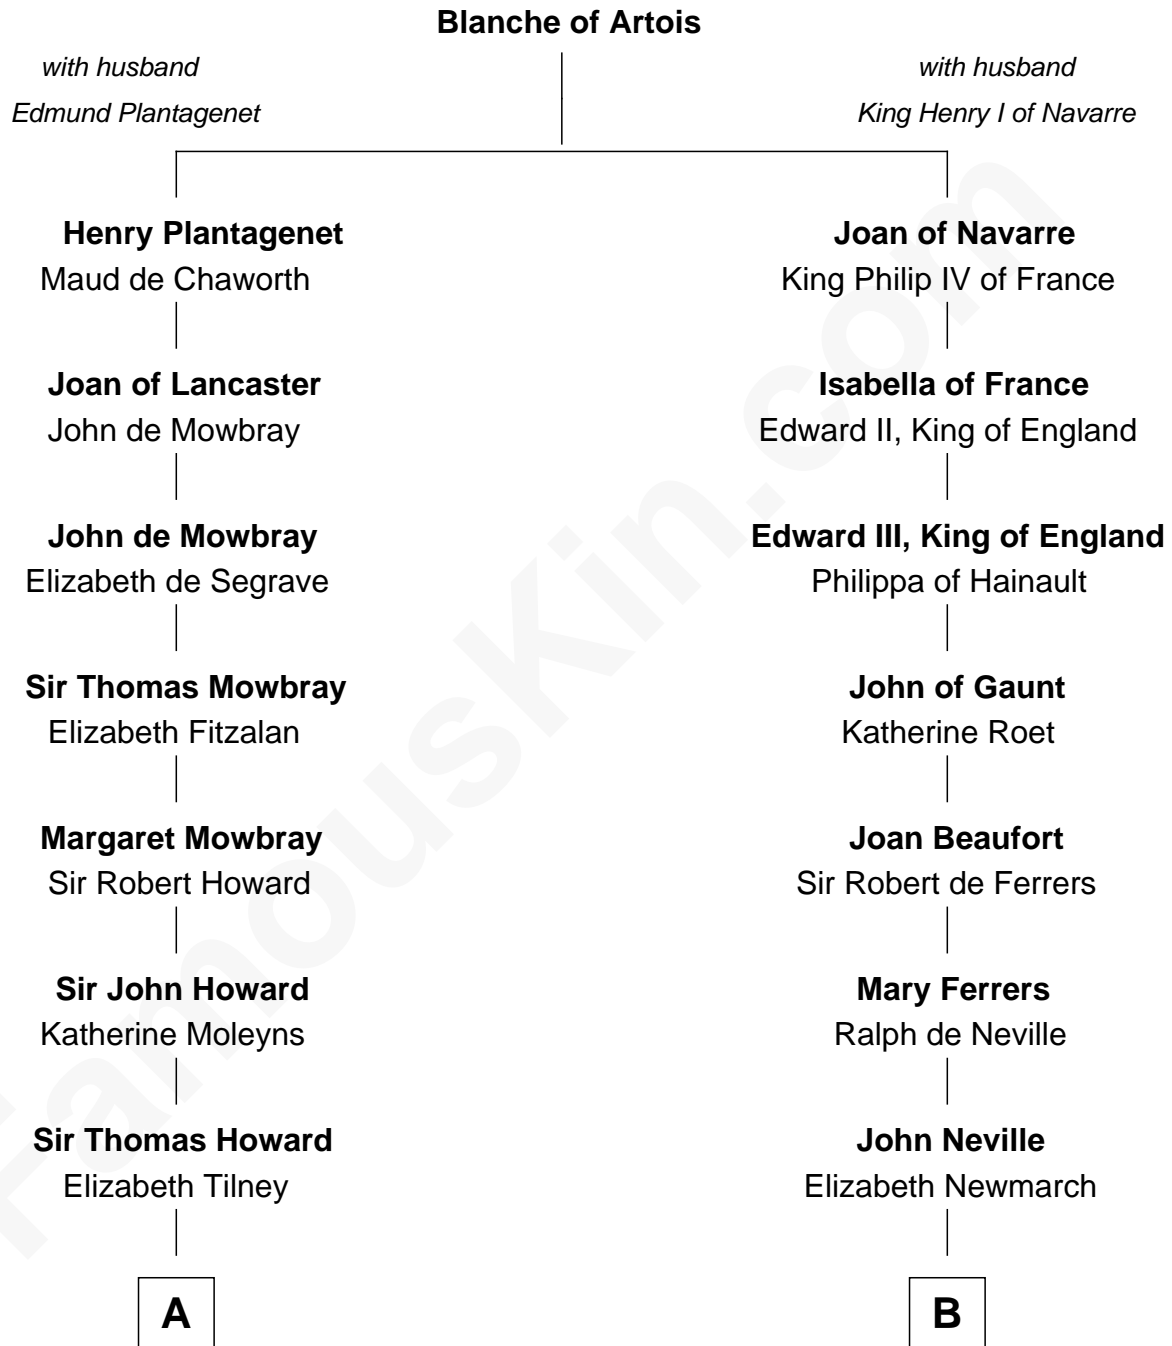 Blanche of Artois
with husband
Edmund Plantagenet
with husband
King Henry I of Navarre
Henry Plantagenet
Maud de Chaworth
Joan of Lancaster
John de Mowbray
John de Mowbray
Elizabeth de Segrave
Sir Thomas Mowbray
Elizabeth Fitzalan
Margaret Mowbray
Sir Robert Howard
Sir John Howard
Katherine Moleyns
Sir Thomas Howard
Elizabeth Tilney
A
Joan of Navarre
King Philip IV of France
Isabella of France
Edward II, King of England
Edward III, King of England
Philippa of Hainault
John of Gaunt
Katherine Roet
Joan Beaufort
Sir Robert de Ferrers
Mary Ferrers
Ralph de Neville
John Neville
Elizabeth Newmarch
B
FamousKin.com